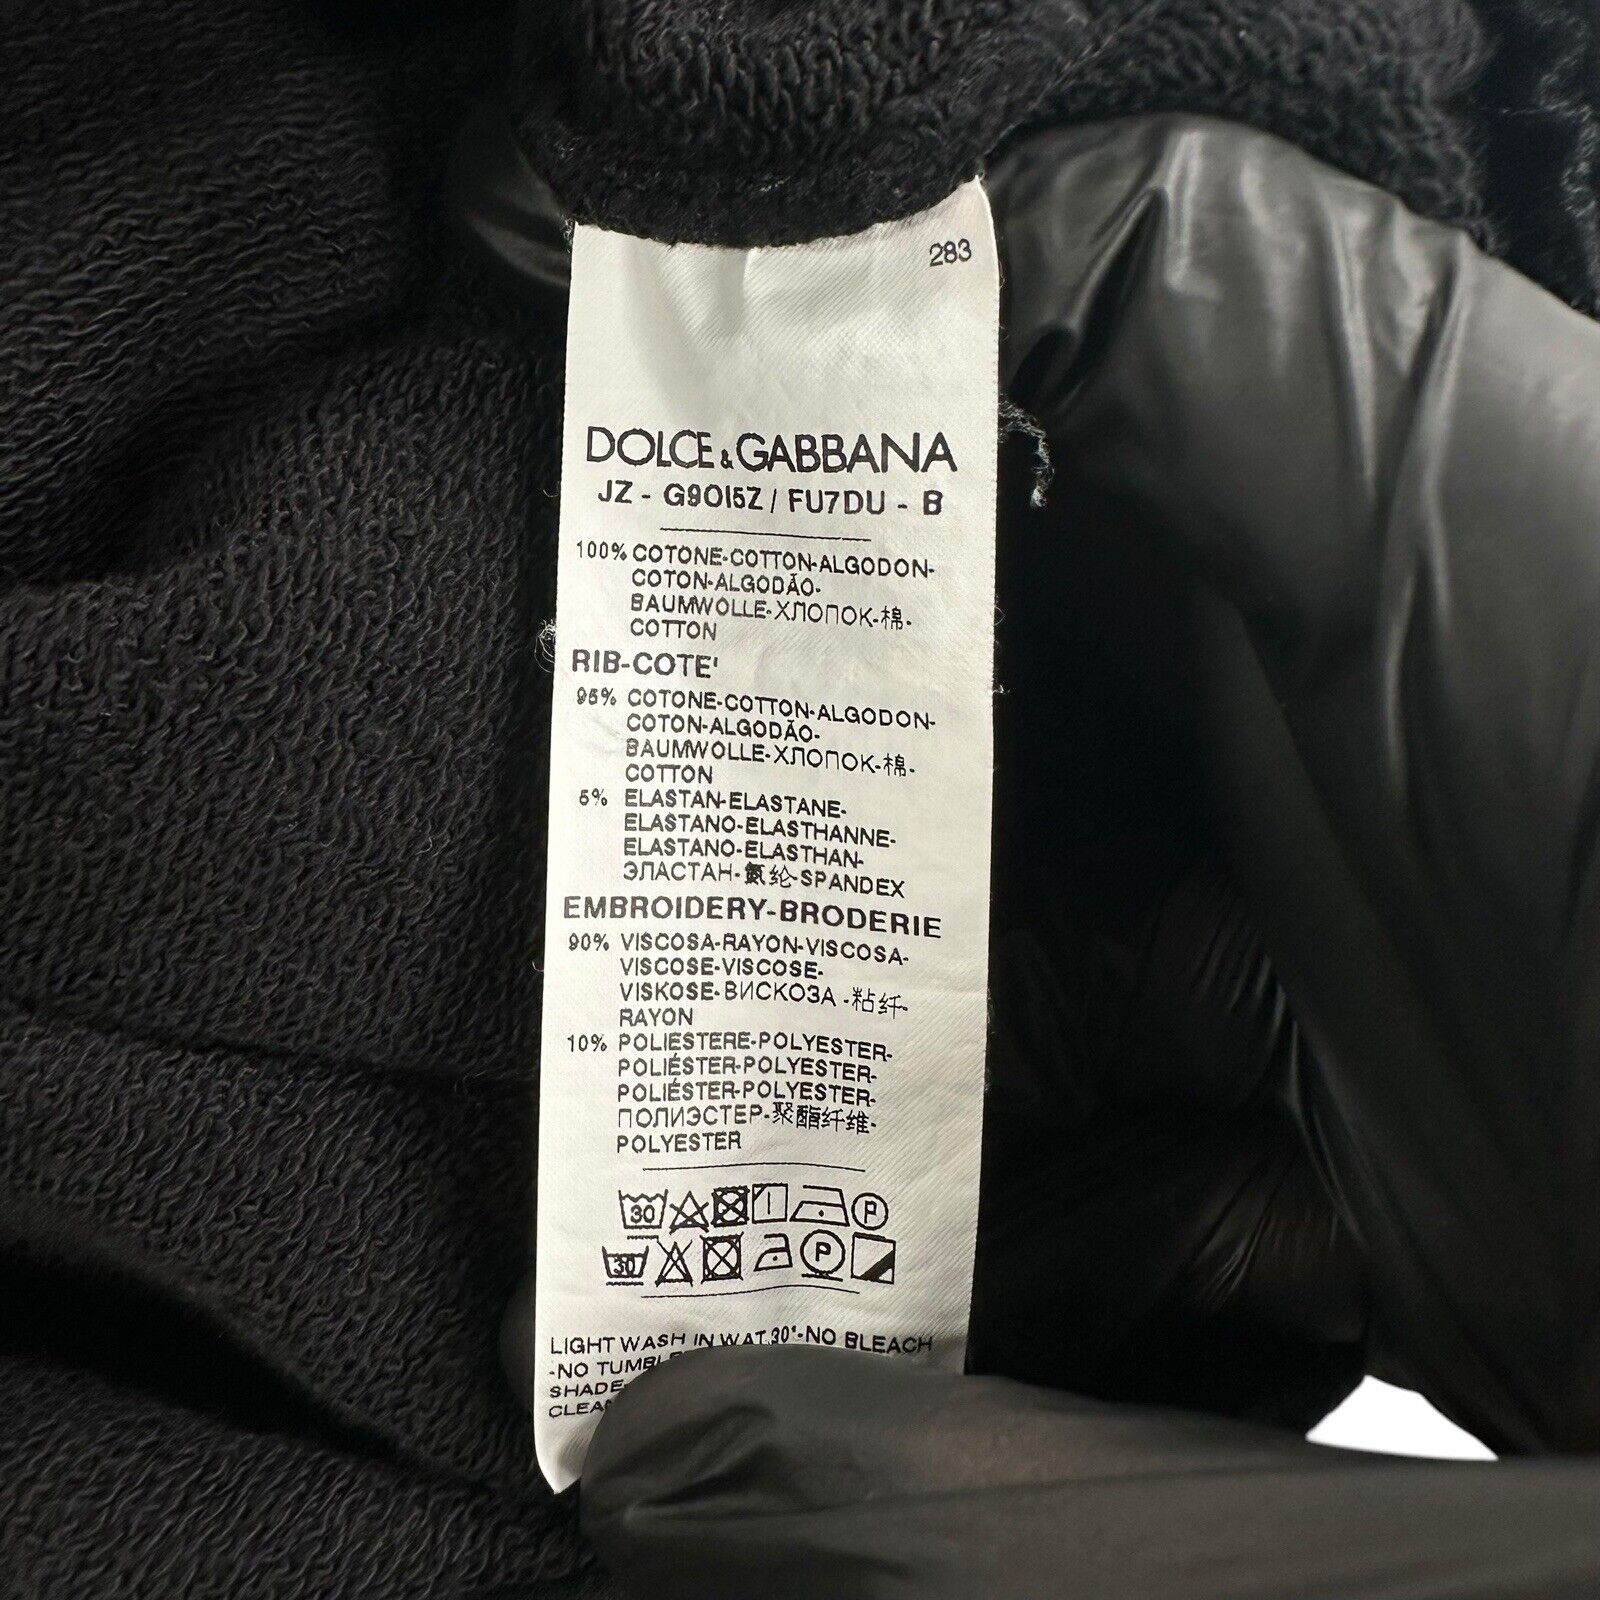 283
DOLCE&GABBANA
JZ - G9015Z / FU7DU - B
100% COTONE-COTTON-ALGODON-
COTON-ALGODÃO-
BAUMWOLLE-ХЛОПОК-棉-
COTTON
RIB-COTE'
95% COTONE-COTTON-ALGODON-
COTON-ALGODÃO-
BAUMWOLLE-ХЛОПОК-棉-
COTTON
5% ELASTAN-ELASTANE-
ELASTANO-ELASTHANNE-
ELASTANO-ELASTHAN-
ЭЛАСТАН-氨纶-SPANDEX
EMBROIDERY-BRODERIE
90% VISCOSA-RAYON-VISCOSA-
VISCOSE-VISCOSE-
VISKOSE-ВИСКОЗА -粘纤-
RAYON
10% POLIESTERE-POLYESTER-
POLIÉSTER-POLYESTER-
POLIÉSTER-POLYESTER-
ПОЛИЭСТЕР-聚酯纤维-
POLYESTER
30 P
30 P
LIGHT WASH IN WAT.30°-NO BLEACH
-NO
SHADE-